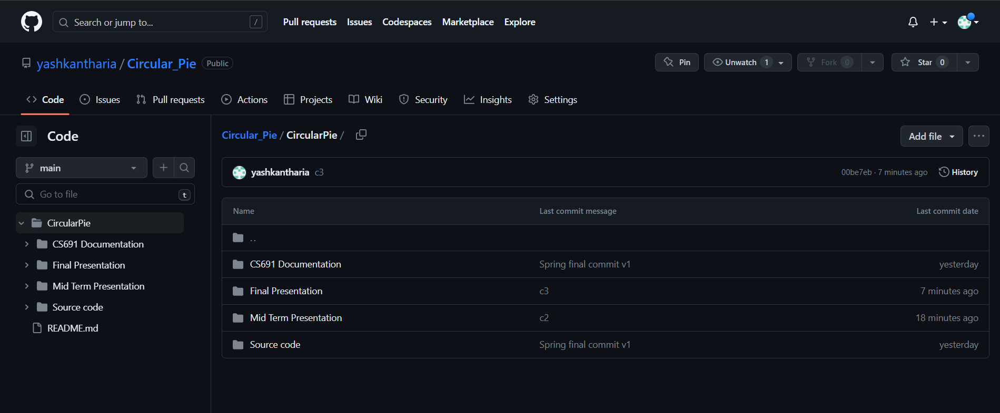 Search or jump to... / Pull requests Issues Codespaces Marketplace Explore
yashkantharia / Circular_Pie Public Pin Unwatch 1 Fork 0 Star 0
Code Issues Pull requests Actions Projects Wiki Security Insights Settings
Code
main
Go to file t
CircularPie
CS691 Documentation
Final Presentation
Mid Term Presentation
Source code
README.md
Circular_Pie / CircularPie / Add file ...
yashkantharia c3 00be7eb · 7 minutes ago History
Name Last commit message Last commit date
..
CS691 Documentation Spring final commit v1 yesterday
Final Presentation c3 7 minutes ago
Mid Term Presentation c2 18 minutes ago
Source code Spring final commit v1 yesterday